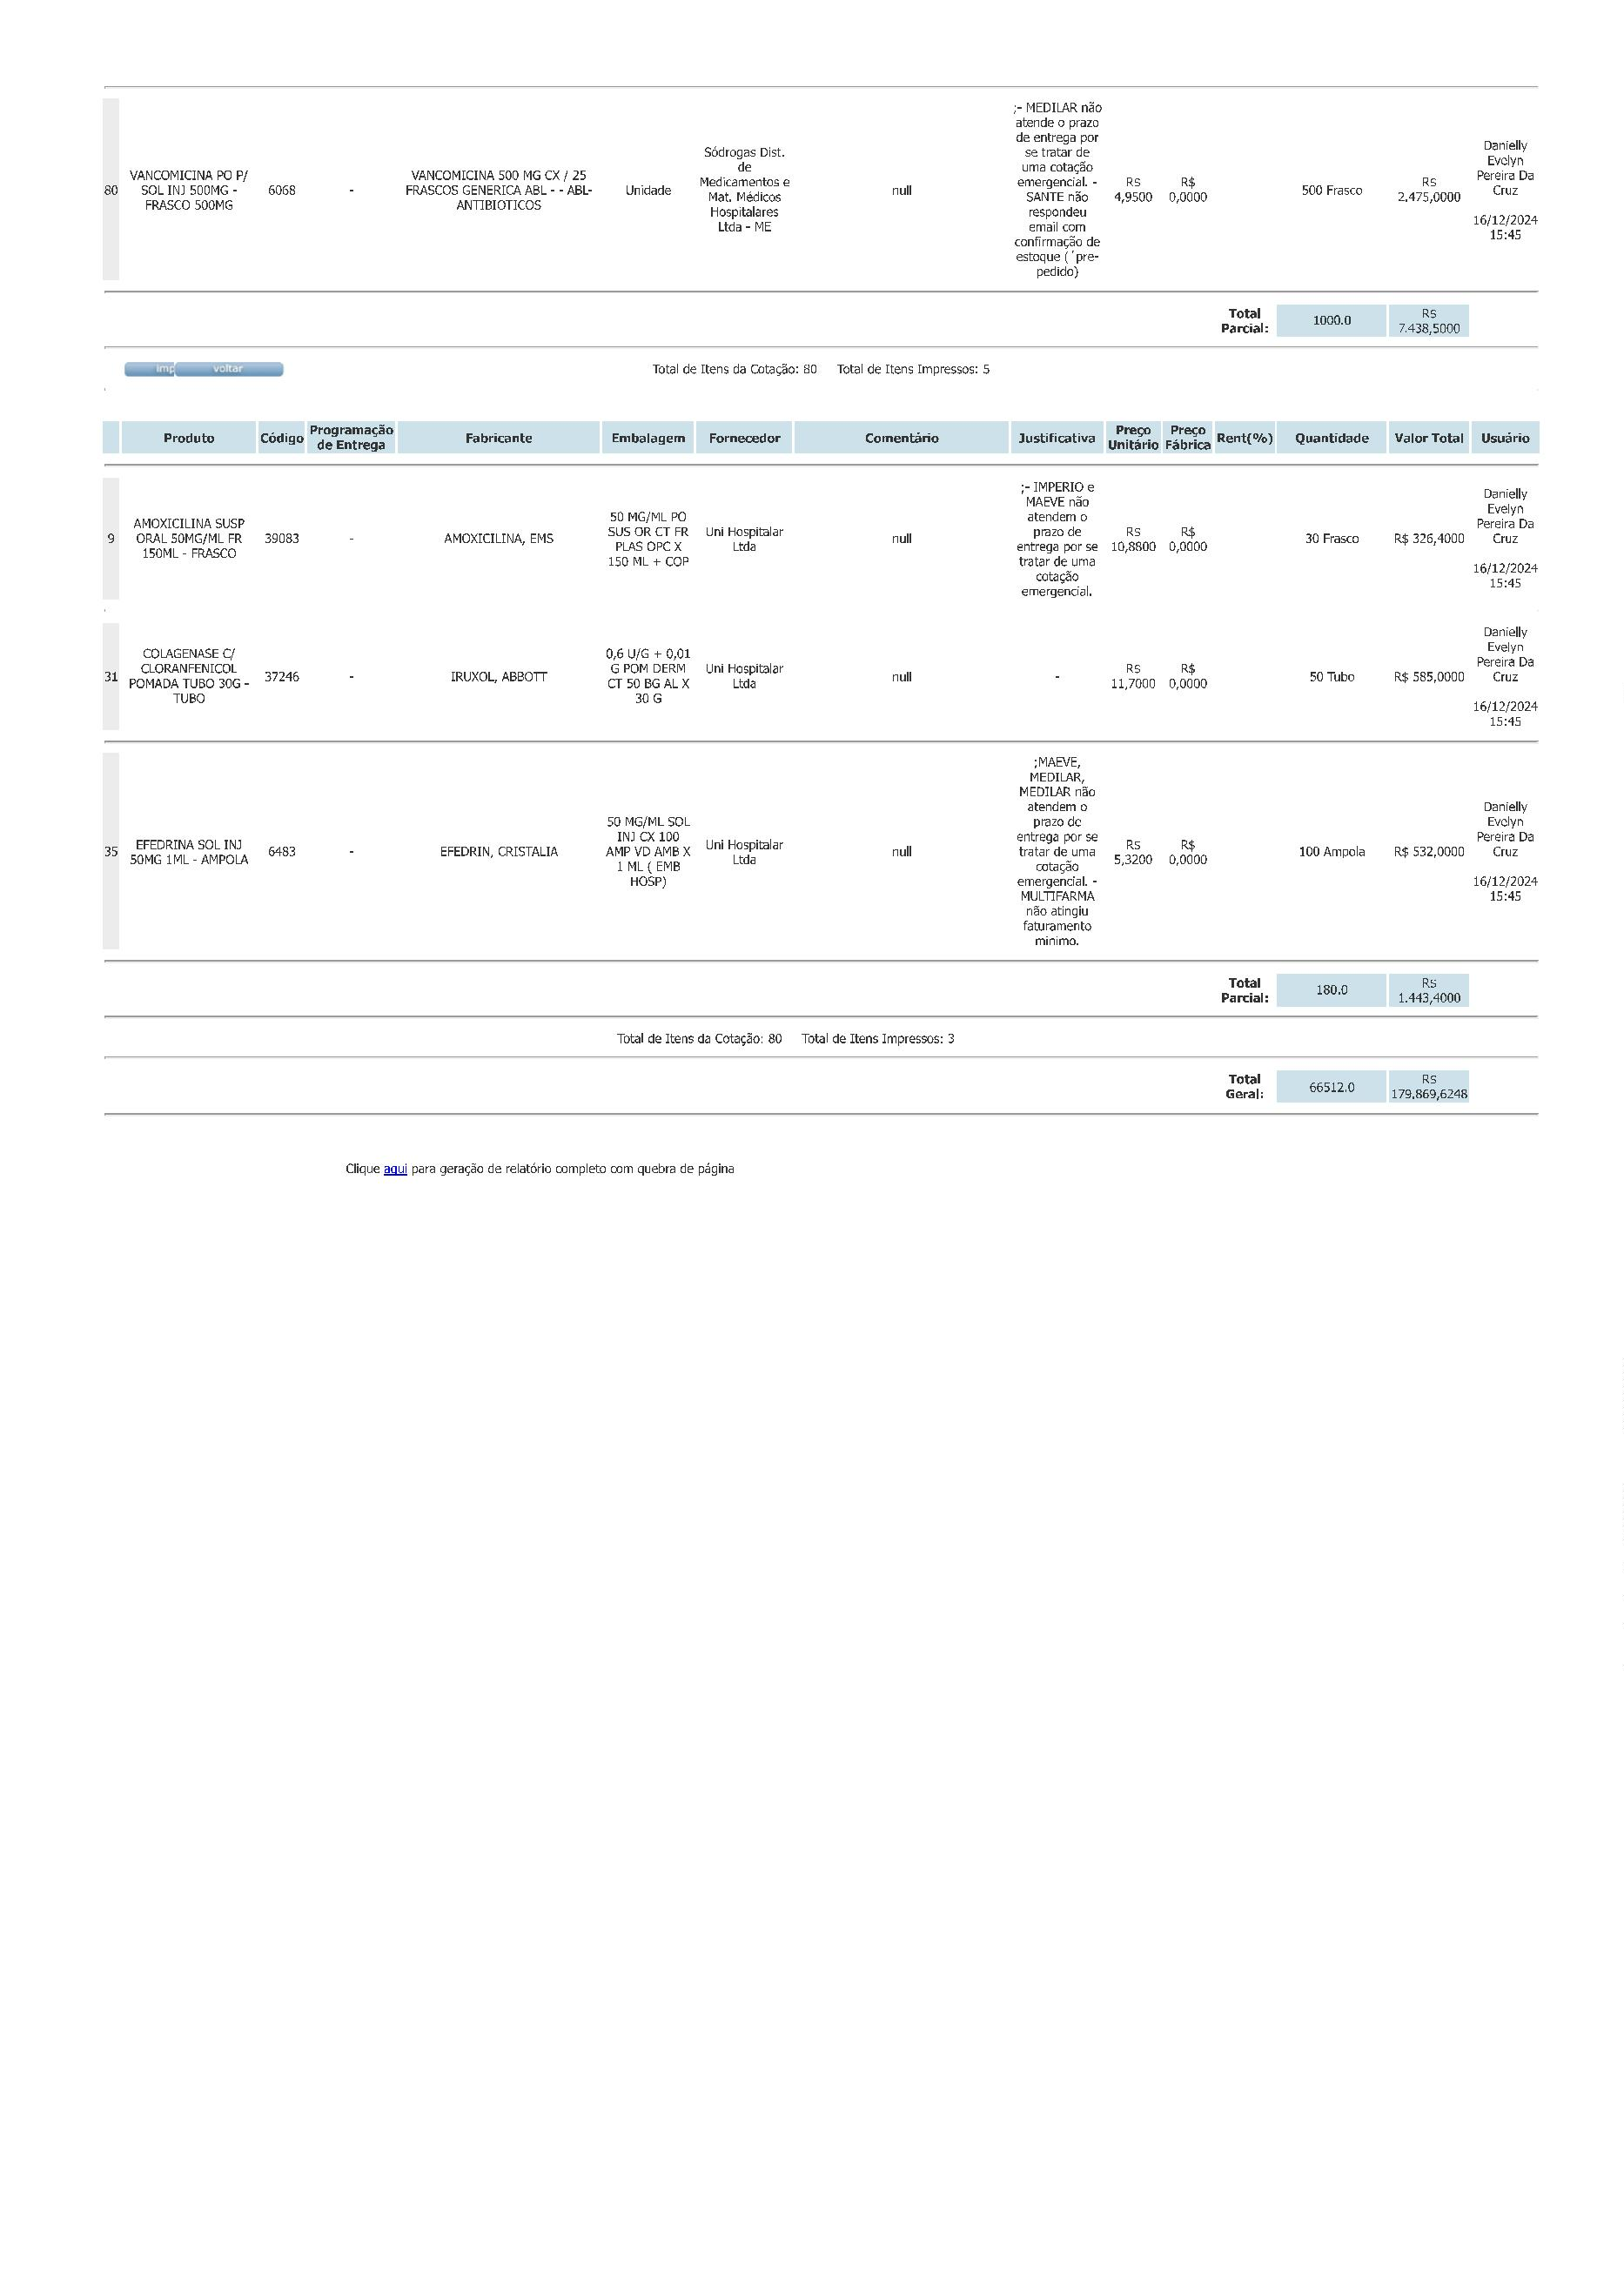 80
VANCOMICINA PO P/
SOL INJ 500MG -
FRASCO 500MG
6068
-
VANCOMICINA 500 MG CX / 25
FRASCOS GENERICA ABL - - ABL-
ANTIBIOTICOS
Unidade
Sódrogas Dist.
de
Medicamentos e
Mat. Médicos
Hospitalares
Ltda - ME
null
;- MEDILAR não
atende o prazo
de entrega por
se tratar de
uma cotação
emergencial. -
SANTE não
respondeu
email com
confirmação de
estoque (´pre-
pedido)
R$
4,9500
R$
0,0000
500 Frasco
R$
2.475,0000
Danielly
Evelyn
Pereira Da
Cruz
16/12/2024
15:45
Total
Parcial:
1000.0
R$
7.438,5000
imp
voltar
Total de Itens da Cotação: 80 Total de Itens Impressos: 5
Produto
Código
Programação
de Entrega
Fabricante
Embalagem
Fornecedor
Comentário
Justificativa
Preço
Unitário
Preço
Fábrica
Rent(%)
Quantidade
Valor Total
Usuário
9
AMOXICILINA SUSP
ORAL 50MG/ML FR
150ML - FRASCO
39083
-
AMOXICILINA, EMS
50 MG/ML PO
SUS OR CT FR
PLAS OPC X
150 ML + COP
Uni Hospitalar
Ltda
null
;- IMPERIO e
MAEVE não
atendem o
prazo de
entrega por se
tratar de uma
cotação
emergencial.
R$
10,8800
R$
0,0000
30 Frasco
R$ 326,4000
Danielly
Evelyn
Pereira Da
Cruz
16/12/2024
15:45
31
COLAGENASE C/
CLORANFENICOL
POMADA TUBO 30G -
TUBO
37246
-
IRUXOL, ABBOTT
0,6 U/G + 0,01
G POM DERM
CT 50 BG AL X
30 G
Uni Hospitalar
Ltda
null
-
R$
11,7000
R$
0,0000
50 Tubo
R$ 585,0000
Danielly
Evelyn
Pereira Da
Cruz
16/12/2024
15:45
35
EFEDRINA SOL INJ
50MG 1ML - AMPOLA
6483
-
EFEDRIN, CRISTALIA
50 MG/ML SOL
INJ CX 100
AMP VD AMB X
1 ML ( EMB
HOSP)
Uni Hospitalar
Ltda
null
;MAEVE,
MEDILAR,
MEDILAR não
atendem o
prazo de
entrega por se
tratar de uma
cotação
emergencial. -
MULTIFARMA
não atingiu
faturamento
minimo.
R$
5,3200
R$
0,0000
100 Ampola
R$ 532,0000
Danielly
Evelyn
Pereira Da
Cruz
16/12/2024
15:45
Total
Parcial:
180.0
R$
1.443,4000
Total de Itens da Cotação: 80 Total de Itens Impressos: 3
Total
Geral:
66512.0
R$
179.869,6248
Clique aqui para geração de relatório completo com quebra de página